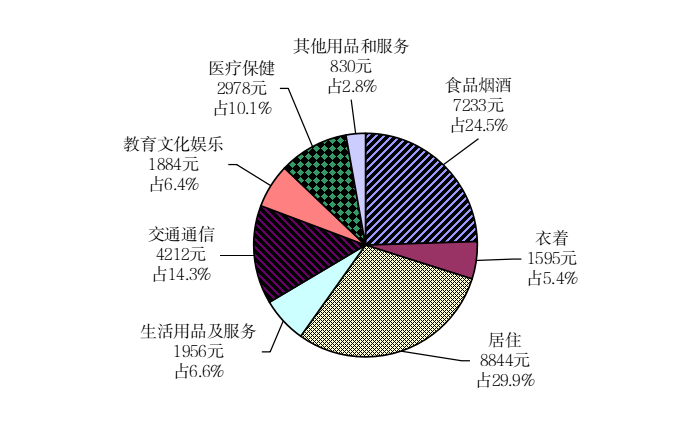 其他用品和服务
830元
占2.8%
食品烟酒
7233元
占24.5%
衣着
1595元
占5.4%
居住
8844元
占29.9%
生活用品及服务
1956元
占6.6%
交通通信
4212元
占14.3%
教育文化娱乐
1884元
占6.4%
医疗保健
2978元
占10.1%